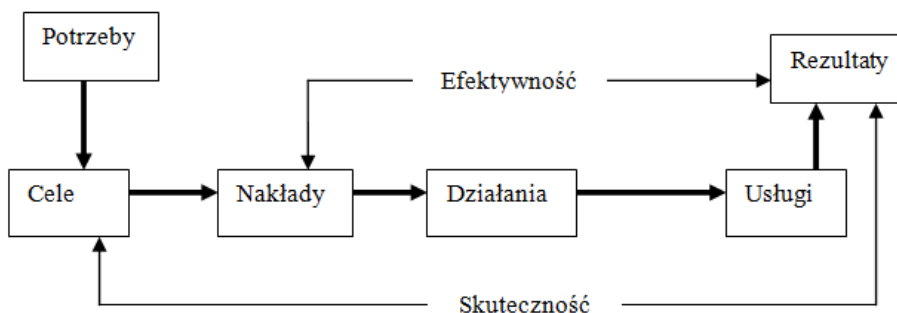 Potrzeby
Efektywność
Rezultaty
Cele
Nakłady
Działania
Usługi
Skuteczność